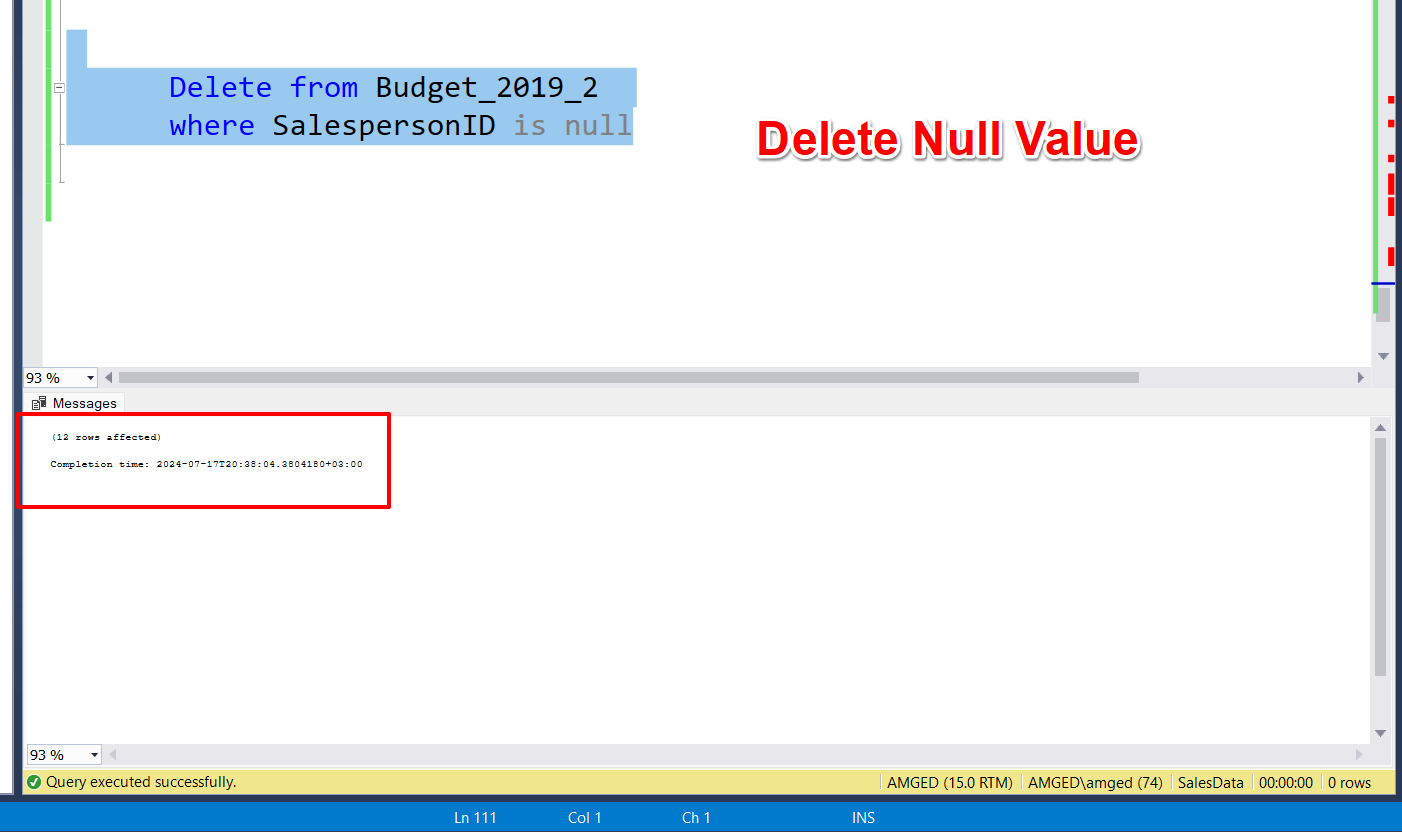 Delete from Budget_2019_2
where SalespersonID is null
Delete Null Value
93 %
Messages
(12 rows affected)
Completion time: 2024-07-17T20:38:04.3804180+03:00
93 %
Query executed successfully. AMGED (15.0 RTM) AMGED\amged (74) SalesData 00:00:00 0 rows
Ln 111 Col 1 Ch 1 INS